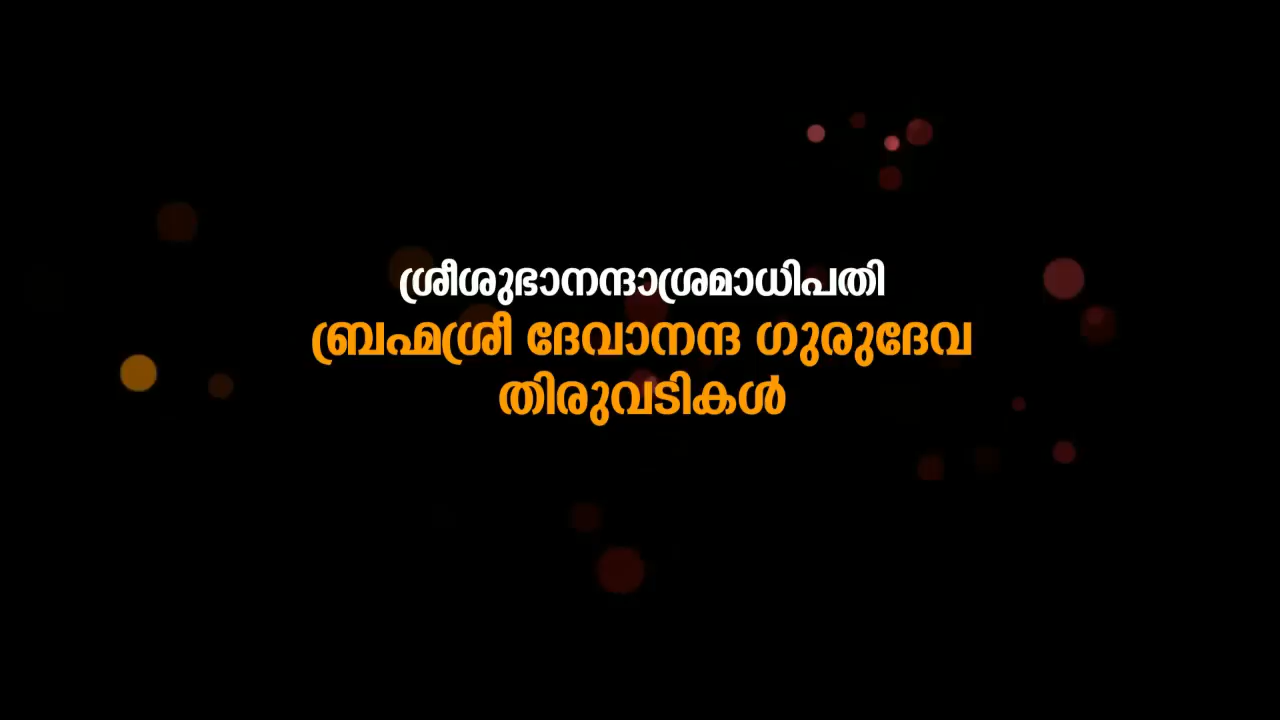 ശ്രീശുഭാനന്ദാശ്രമാധിപതി
ബ്രഹ്മശ്രീ ദേവാനന്ദ ഗുരുദേവ
തിരുവടികൾ